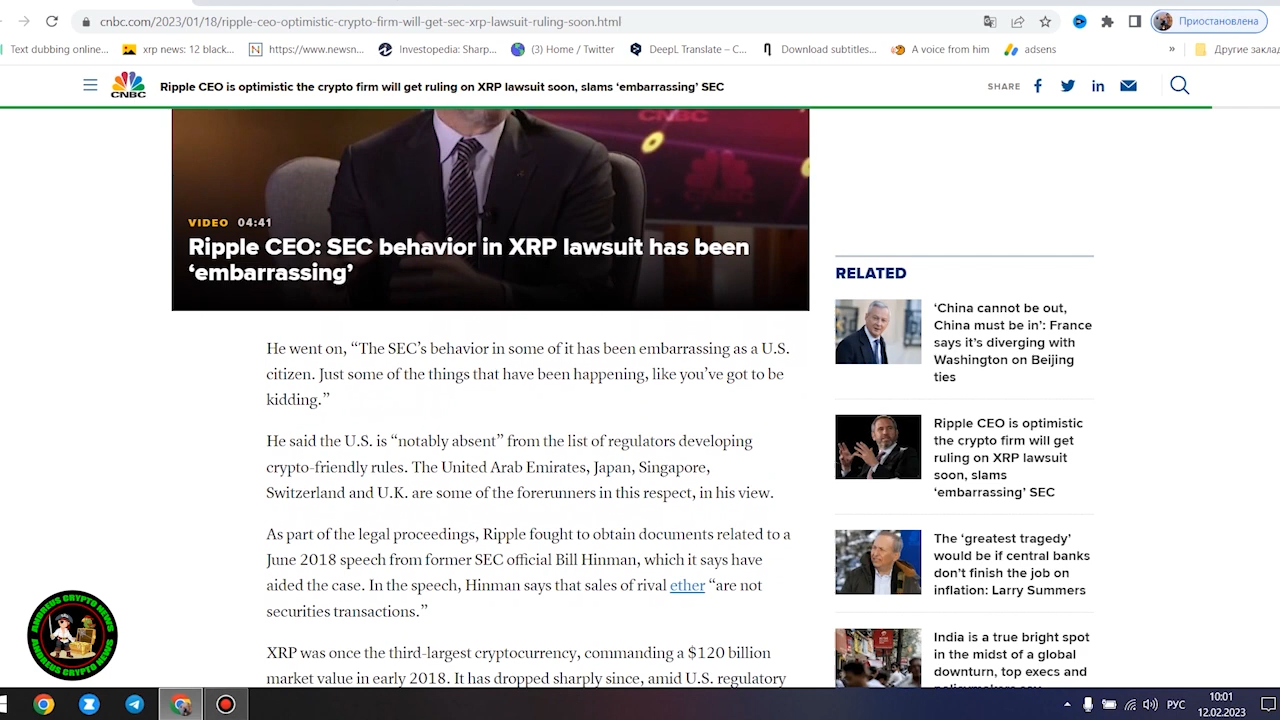 cnbc.com/2023/01/18/ripple-ceo-optimistic-crypto-firm-will-get-sec-xrp-lawsuit-ruling-soon.html
Приостановлена
Text dubbing online...
xrp news: 12 black...
https://www.newsn...
Investopedia: Sharp...
(3) Home / Twitter
DeepL Translate – C...
Download subtitles...
A voice from him
adsens
»
Другие закла
CNBC
Ripple CEO is optimistic the crypto firm will get ruling on XRP lawsuit soon, slams ‘embarrassing’ SEC
SHARE
CNBC
VIDEO 04:41
Ripple CEO: SEC behavior in XRP lawsuit has been
‘embarrassing’
He went on, “The SEC’s behavior in some of it has been embarrassing as a U.S.
citizen. Just some of the things that have been happening, like you’ve got to be
kidding.”
He said the U.S. is “notably absent” from the list of regulators developing
crypto-friendly rules. The United Arab Emirates, Japan, Singapore,
Switzerland and U.K. are some of the forerunners in this respect, in his view.
As part of the legal proceedings, Ripple fought to obtain documents related to a
June 2018 speech from former SEC official Bill Hinman, which it says have
aided the case. In the speech, Hinman says that sales of rival ether “are not
securities transactions.”
XRP was once the third-largest cryptocurrency, commanding a $120 billion
market value in early 2018. It has dropped sharply since, amid U.S. regulatory
RELATED
‘China cannot be out,
China must be in’: France
says it’s diverging with
Washington on Beijing
ties
Ripple CEO is optimistic
the crypto firm will get
ruling on XRP lawsuit
soon, slams
‘embarrassing’ SEC
The ‘greatest tragedy’
would be if central banks
don’t finish the job on
inflation: Larry Summers
India is a true bright spot
in the midst of a global
downturn, top execs and
ANDREUS CRYPTO NEWS
ANDREUS CRYPTO NEWS
РУС
10:01
12.02.2023